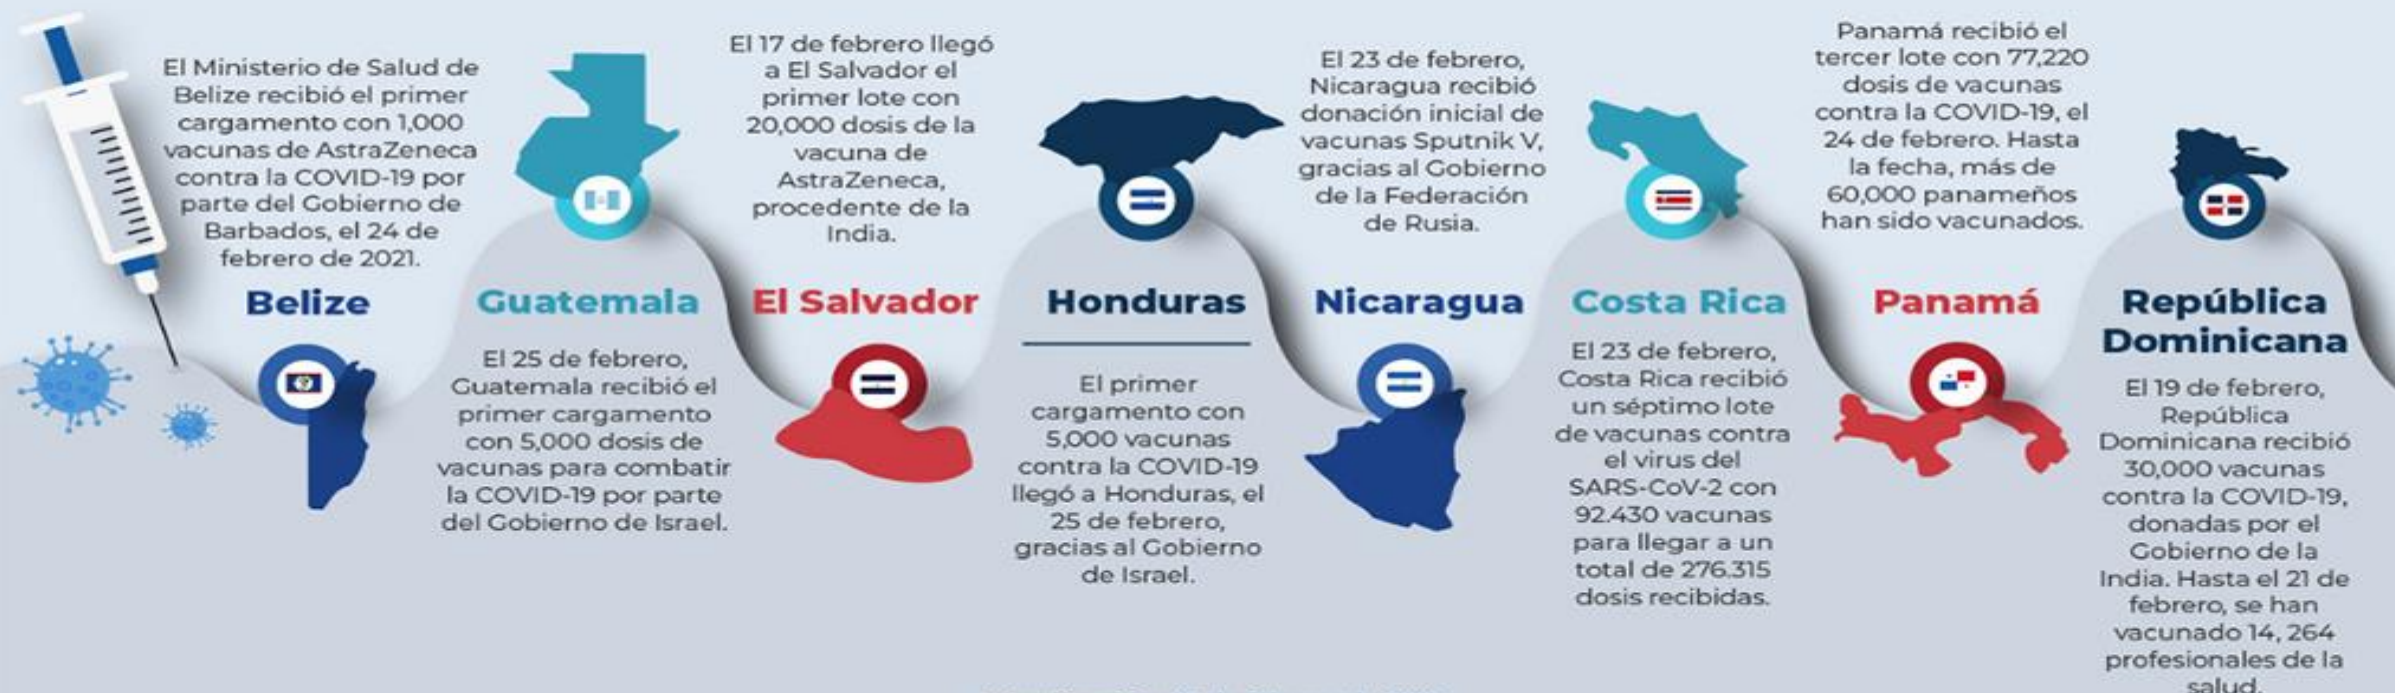 El Ministerio de Salud de
Belize recibió el primer
cargamento con 1,000
vacunas de AstraZeneca
contra la COVID-19 por
parte del Gobierno de
Barbados, el 24 de
febrero de 2021.
Belize
Guatemala
El 25 de febrero,
Guatemala recibió el
primer cargamento
con 5,000 dosis de
vacunas para combatir
la COVID-19 por parte
del Gobierno de Israel.
El 17 de febrero llegó
a El Salvador el
primer lote con
20,000 dosis de la
vacuna de
AstraZeneca,
procedente de la
India.
El Salvador
Honduras
El primer
cargamento con
5,000 vacunas
contra la COVID-19
llegó a Honduras, el
25 de febrero,
gracias al Gobierno
de Israel.
El 23 de febrero,
Nicaragua recibió
donación inicial de
vacunas Sputnik V,
gracias al Gobierno
de la Federación
de Rusia.
Nicaragua
Costa Rica
El 23 de febrero,
Costa Rica recibió
un séptimo lote
de vacunas contra
el virus del
SARS-CoV-2 con
92.430 vacunas
para llegar a un
total de 276.315
dosis recibidas.
Panamá recibió el
tercer lote con 77,220
dosis de vacunas
contra la COVID-19, el
24 de febrero. Hasta
la fecha, más de
60,000 panameños
han sido vacunados.
Panamá
República
Dominicana
El 19 de febrero,
República
Dominicana recibió
30,000 vacunas
contra la COVID-19,
donadas por el
Gobierno de la
India. Hasta el 21 de
febrero, se han
vacunado 14, 264
profesionales de la
salud.